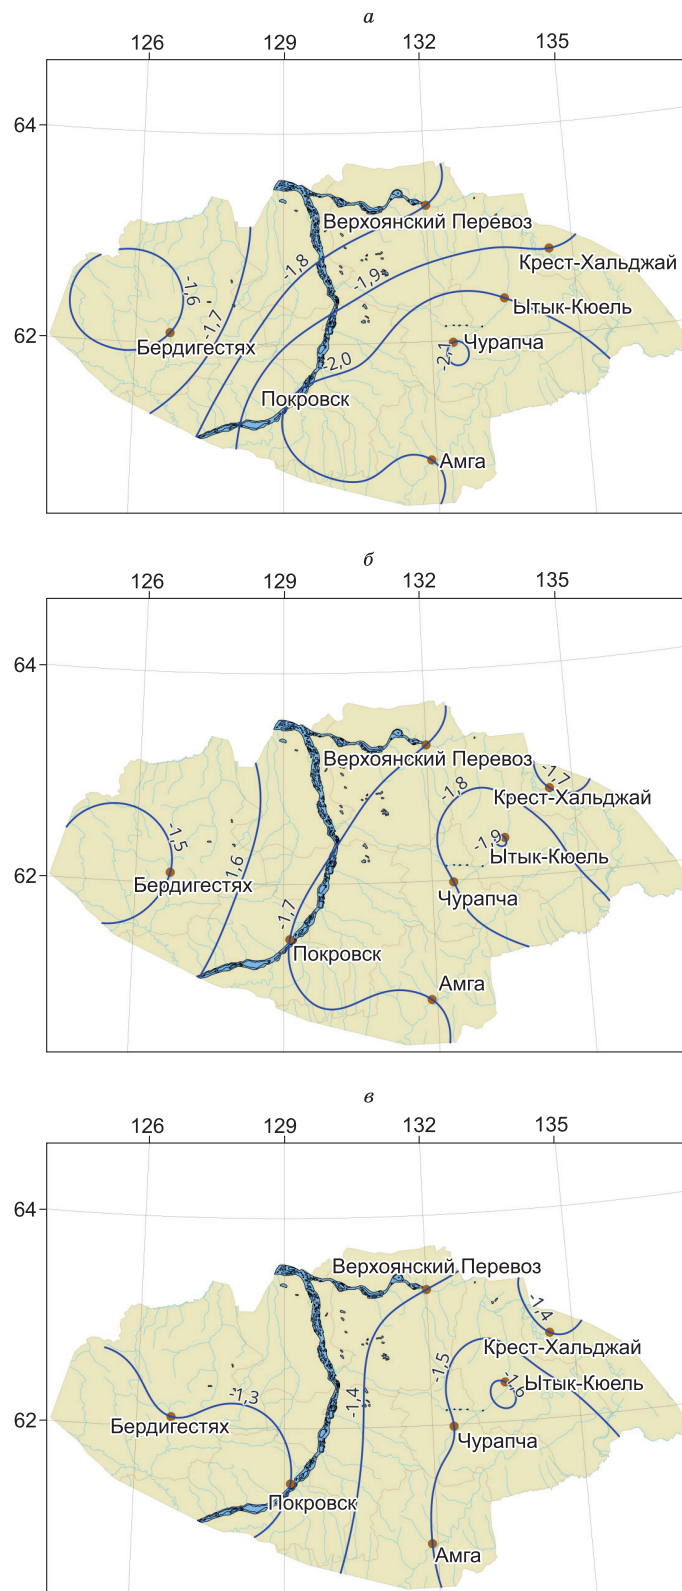 а
126 129 132 135
64
Верхоянский Перевоз
Крест-Хальджай
-1,8
-1,9
-1,6
Ытык-Кюель
-1,7
62
Бердигестях
Чурапча
-2,1
-2,0
Покровск
Амга
б
126 129 132 135
64
Верхоянский Перевоз
-1,7
-1,8
Крест-Хальджай
-1,5
-1,9
Ытык-Кюель
62
1,6
Бердигестях
Чурапча
-1,7
Покровск
Амга
в
126 129 132 135
64
Верхоянский Перевоз
-1,4
Крест-Хальджай
-1,5
-1,6
Ытык-Кюель
-1,3
-1,4
62
Бердигестях
Чурапча
Покровск
Амга